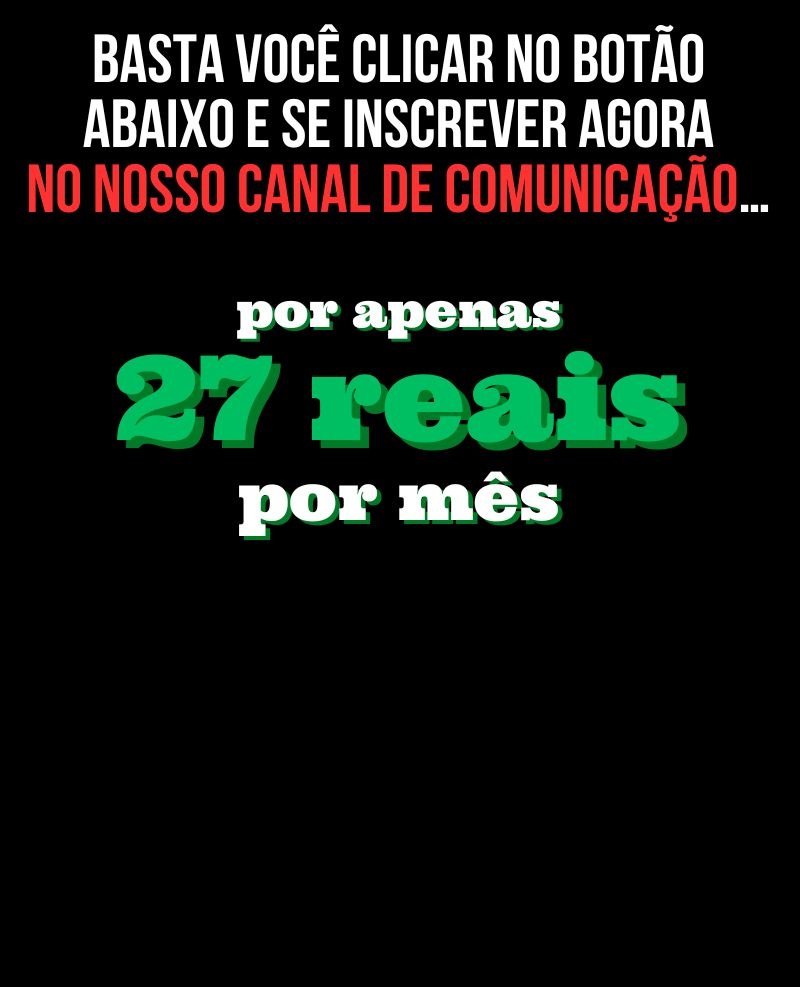 BASTA VOCÊ CLICAR NO BOTÃO
ABAIXO E SE INSCREVER AGORA
NO NOSSO CANAL DE COMUNICAÇÃO...
por apenas
27 reais
por mês